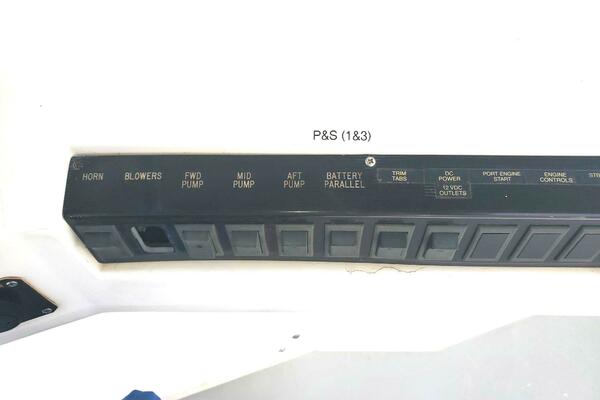 P&S (1&3)
HORN
BLOWERS
FWD
PUMP
MID
PUMP
AFT
PUMP
BATTERY
PARALLEL
TRIM
TABS
DC
POWER
12 VDC
OUTLETS
PORT ENGINE
START
ENGINE
CONTROLS